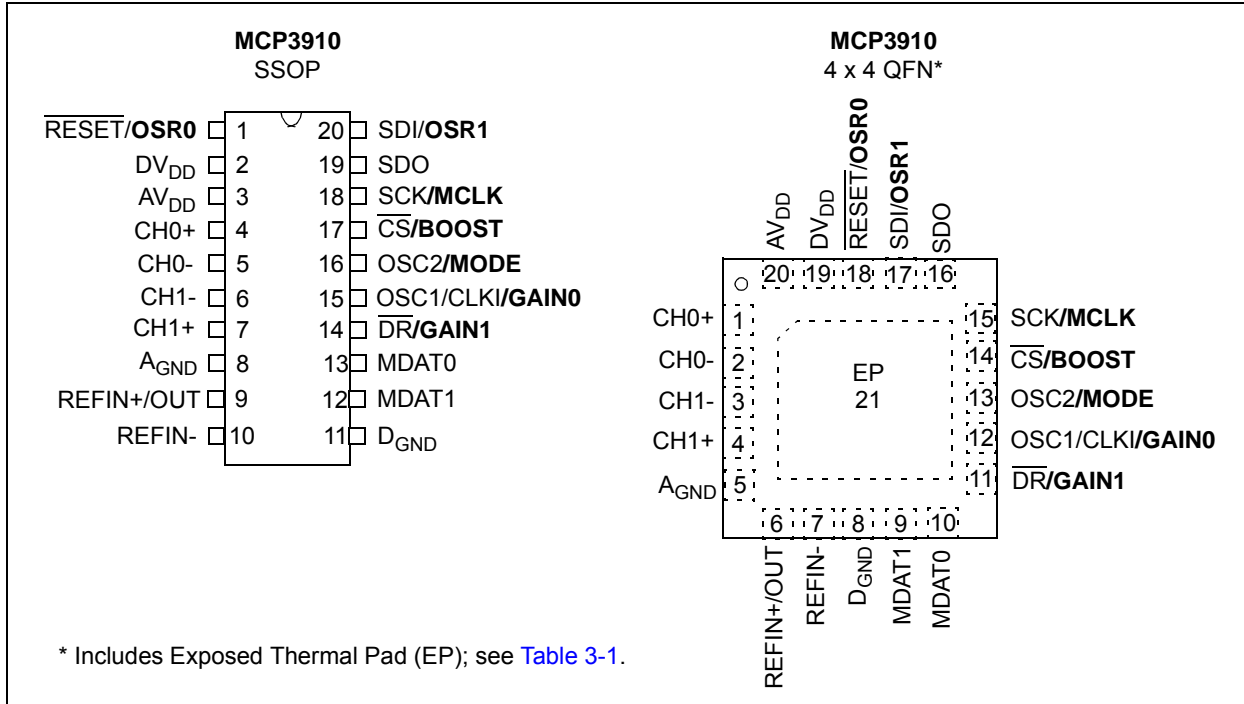 MCP3910
SSOP
RESET/OSR0 1
DVDD 2
AVDD 3
CH0+ 4
CH0- 5
CH1- 6
CH1+ 7
AGND 8
REFIN+/OUT 9
REFIN- 10
20 SDI/OSR1
19 SDO
18 SCK/MCLK
17 CS/BOOST
16 OSC2/MODE
15 OSC1/CLKI/GAIN0
14 DR/GAIN1
13 MDAT0
12 MDAT1
11 DGND
MCP3910
4 x 4 QFN*
AVDD
DVDD
RESET/OSR0
SDI/OSR1
SDO
20 19 18 17 16
CH0+ 1
CH0- 2
CH1- 3
CH1+ 4
AGND 5
EP
21
15 SCK/MCLK
14 CS/BOOST
13 OSC2/MODE
12 OSC1/CLKI/GAIN0
11 DR/GAIN1
6 7 8 9 10
REFIN+/OUT
REFIN-
DGND
MDAT1
MDAT0
* Includes Exposed Thermal Pad (EP); see Table 3-1.